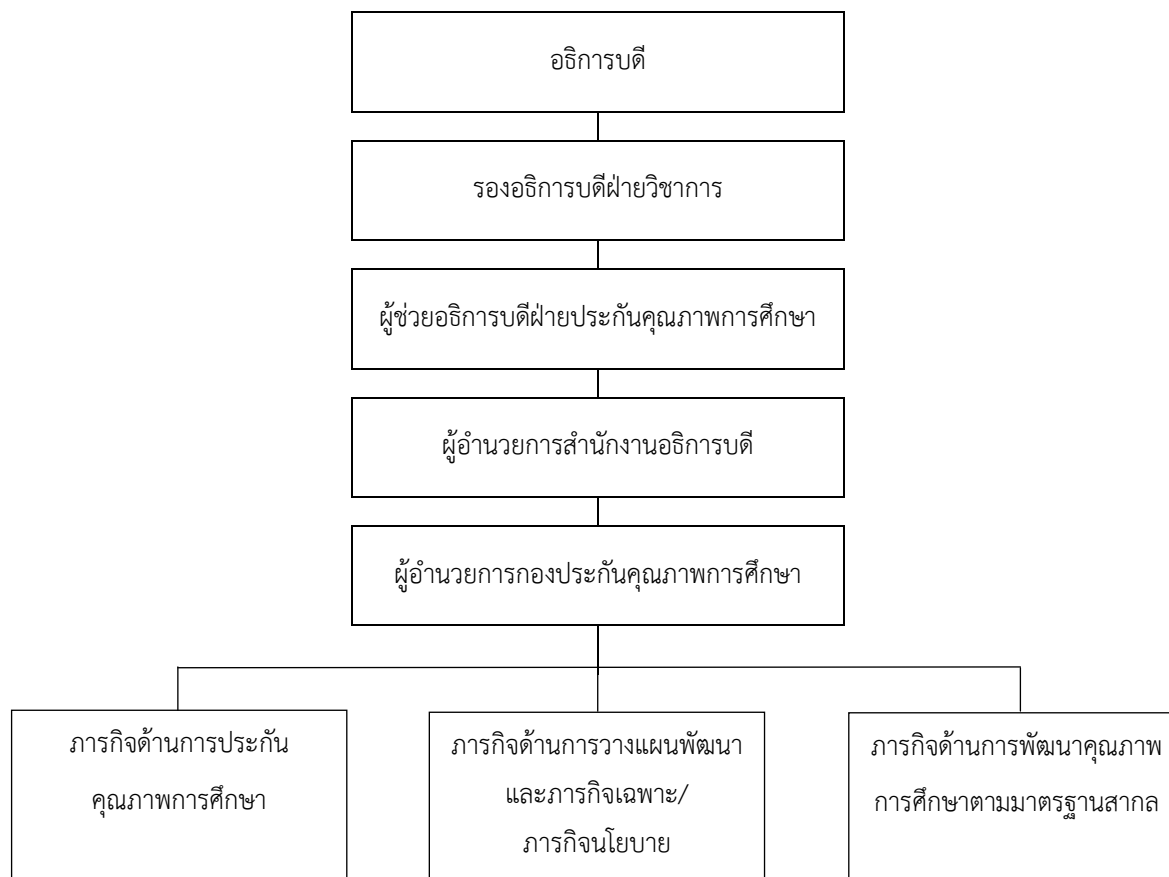 อธิการบดี
รองอธิการบดีฝ่ายวิชาการ
ผู้ช่วยอธิการบดีฝ่ายประกันคุณภาพการศึกษา
ผู้อำนวยการสำนักงานอธิการบดี
ผู้อำนวยการกองประกันคุณภาพการศึกษา
ภารกิจด้านการประกัน
คุณภาพการศึกษา
ภารกิจด้านการวางแผนพัฒนา
และภารกิจเฉพาะ/
ภารกิจนโยบาย
ภารกิจด้านการพัฒนาคุณภาพ
การศึกษาตามมาตรฐานสากล